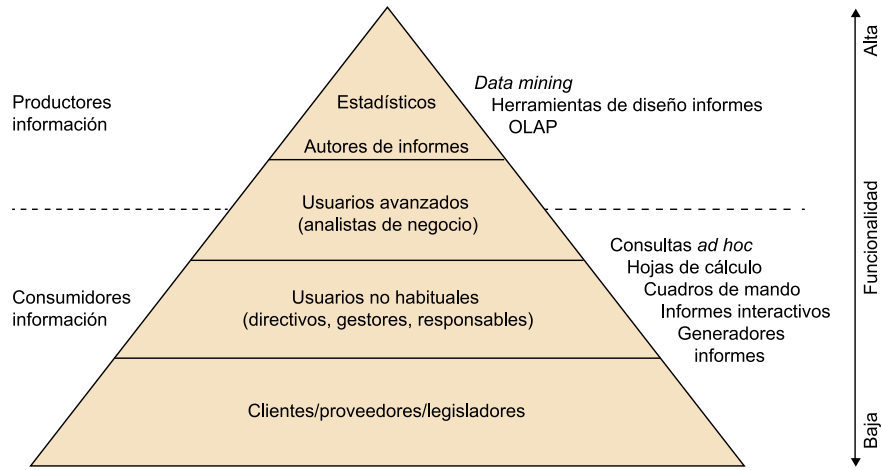 Productores
información
Estadísticos
Autores de informes
Data mining
Herramientas de diseño informes
OLAP
Usuarios avanzados
(analistas de negocio)
Consumidores
información
Usuarios no habituales
(directivos, gestores, responsables)
Consultas ad hoc
Hojas de cálculo
Cuadros de mando
Informes interactivos
Generadores
informes
Clientes/proveedores/legisladores
Alta
Funcionalidad
Baja